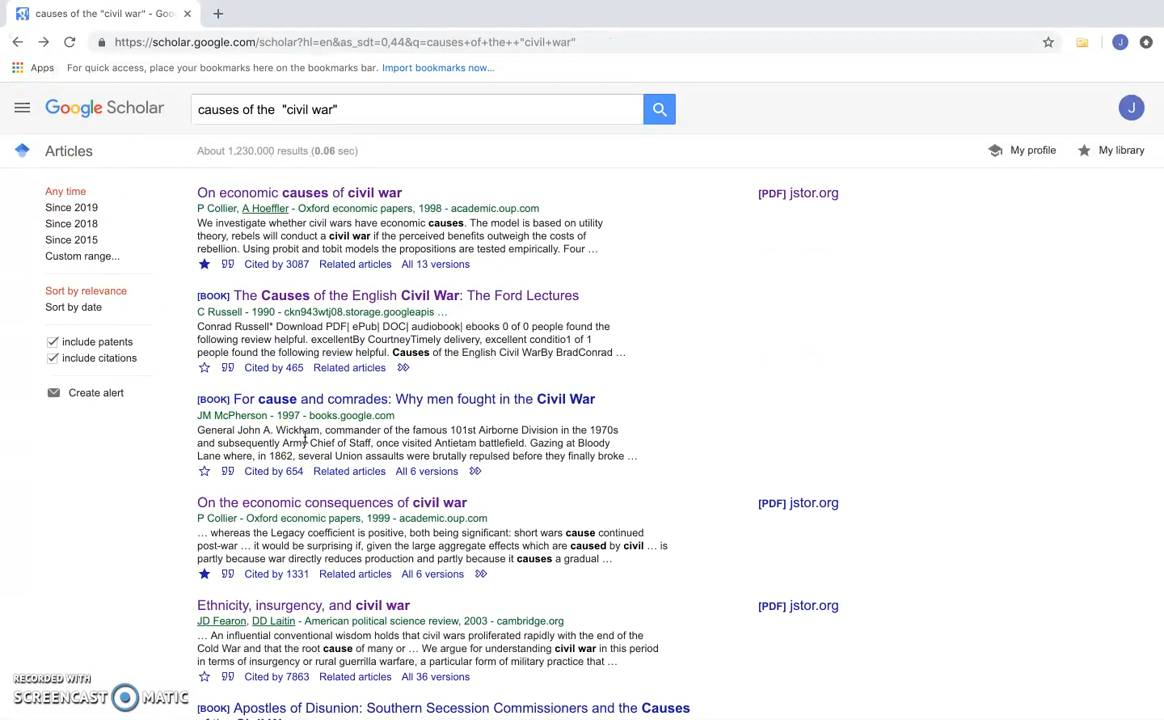 causes of the "civil war" - Goo
https://scholar.google.com/scholar?hl=en&as_sdt=0,44&q=causes+of+the++"civil+war"
J
Apps For quick access, place your bookmarks here on the bookmarks bar. Import bookmarks now...
Google Scholar
causes of the "civil war"
J
Articles
About 1,230,000 results (0.06 sec)
My profile
My library
Any time
Since 2019
Since 2018
Since 2015
Custom range...
Sort by relevance
Sort by date
include patents
include citations
Create alert
On economic causes of civil war
[PDF] jstor.org
P Collier, A Hoeffler - Oxford economic papers, 1998 - academic.oup.com
We investigate whether civil wars have economic causes. The model is based on utility
theory, rebels will conduct a civil war if the perceived benefits outweigh the costs of
rebellion. Using probit and tobit models the propositions are tested empirically. Four …
Cited by 3087 Related articles All 13 versions
[BOOK] The Causes of the English Civil War: The Ford Lectures
C Russell - 1990 - ckn943wtj08.storage.googleapis …
Conrad Russell* Download PDF| ePub| DOC| audiobook| ebooks 0 of 0 people found the
following review helpful. excellentBy CourtneyTimely delivery, excellent conditio1 of 1
people found the following review helpful. Causes of the English Civil WarBy BradConrad …
Cited by 465 Related articles
[BOOK] For cause and comrades: Why men fought in the Civil War
JM McPherson - 1997 - books.google.com
General John A. Wickham, commander of the famous 101st Airborne Division in the 1970s
and subsequently Army Chief of Staff, once visited Antietam battlefield. Gazing at Bloody
Lane where, in 1862, several Union assaults were brutally repulsed before they finally broke …
Cited by 654 Related articles All 6 versions
On the economic consequences of civil war
[PDF] jstor.org
P Collier - Oxford economic papers, 1999 - academic.oup.com
… whereas the Legacy coefficient is positive, both being significant: short wars cause continued
post-war … it would be surprising if, given the large aggregate effects which are caused by civil … is
partly because war directly reduces production and partly because it causes a gradual …
Cited by 1331 Related articles All 6 versions
Ethnicity, insurgency, and civil war
[PDF] jstor.org
JD Fearon, DD Laitin - American political science review, 2003 - cambridge.org
… An influential conventional wisdom holds that civil wars proliferated rapidly with the end of the
Cold War and that the root cause of many or … We argue for understanding civil war in this period
in terms of insurgency or rural guerrilla warfare, a particular form of military practice that …
Cited by 7863 Related articles All 36 versions
[BOOK] Apostles of Disunion: Southern Secession Commissioners and the Causes
RECORDED WITH
SCREENCAST MATIC